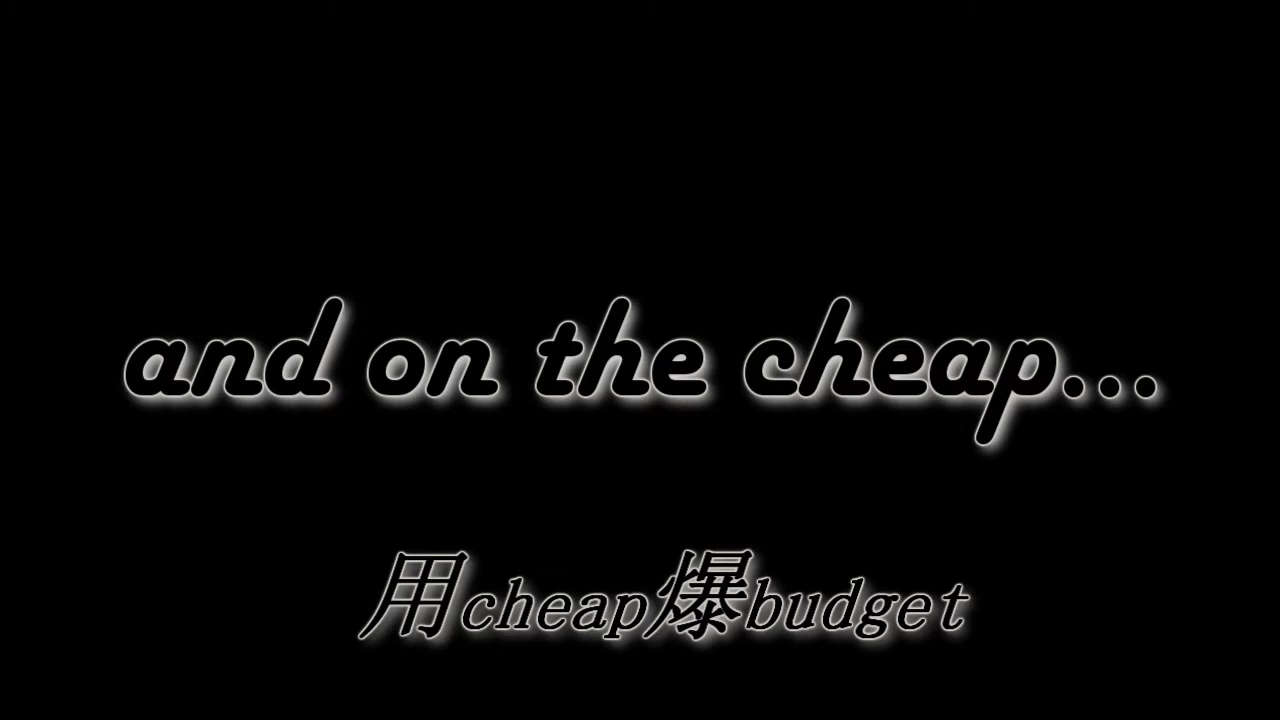 and on the cheap...
用cheap爆budget